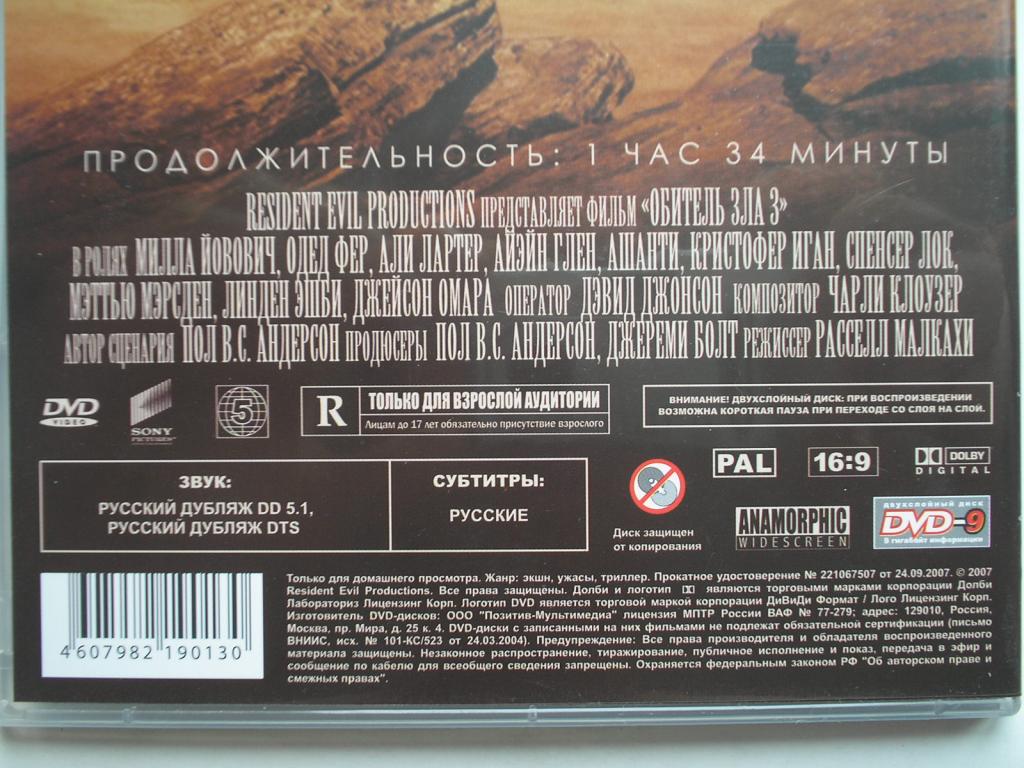 ПРОДОЛЖИТЕЛЬНОСТЬ: 1 ЧАС 34 МИНУТЫ
RESIDENT EVIL PRODUCTIONS ПРЕДСТАВЛЯЕТ ФИЛЬМ «ОБИТЕЛЬ ЗЛА 3»
В РОЛЯХ МИЛЛА ЙОВОВИЧ, ОДЕД ФЕР, АЛИ ЛАРТЕР, АЙЭЙН ГЛЕН, АШАНТИ, КРИСТОФЕР ИГАН, СПЕНСЕР ЛОК,
МЭТТЬЮ МЭРСДЕН, ЛИНДЕН ЭШБИ, ДЖЕЙСОН ОМАРА ОПЕРАТОР ДЭВИД ДЖОНСОН КОМПОЗИТОР ЧАРЛИ КЛОУЗЕР
АВТОР СЦЕНАРИЯ ПОЛ В.С. АНДЕРСОН ПРОДЮСЕРЫ ПОЛ В.С. АНДЕРСОН, ДЖЕРЕМИ БОЛТ РЕЖИССЕР РАССЕЛЛ МАЛКАХИ
DVD
VIDEO
SONY
PICTURES
5
R
ТОЛЬКО ДЛЯ ВЗРОСЛОЙ АУДИТОРИИ
Лицам до 17 лет обязательно присутствие взрослого
ВНИМАНИЕ! ДВУХСЛОЙНЫЙ ДИСК: ПРИ ВОСПРОИЗВЕДЕНИИ
ВОЗМОЖНА КОРОТКАЯ ПАУЗА ПРИ ПЕРЕХОДЕ СО СЛОЯ НА СЛОЙ.
ЗВУК:
РУССКИЙ ДУБЛЯЖ DD 5.1,
РУССКИЙ ДУБЛЯЖ DTS
СУБТИТРЫ:
РУССКИЕ
Диск защищен
от копирования
PAL
16:9
DOLBY
DIGITAL
ANAMORPHIC
WIDESCREEN
двухслойный диск
DVD-9
9 гигабайт информации
4 607982 190130
Только для домашнего просмотра. Жанр: экшн, ужасы, триллер. Прокатное удостоверение № 221067507 от 24.09.2007. © 2007
Resident Evil Productions. Все права защищены. Долби и логотип являются торговыми марками корпорации Долби
Лабораториз Лицензинг Корп. Логотип DVD является торговой маркой корпорации ДиВиДи Формат / Лого Лицензинг Корп.
Изготовитель DVD-дисков: ООО "Позитив-Мультимедиа" лицензия МПТР России ВАФ № 77-279; адрес: 129010, Россия,
Москва, пр. Мира, д. 25 к. 4. DVD-диски с записанными на них фильмами не подлежат обязательной сертификации (письмо
ВНИИС, исх. № 101-КС/523 от 24.03.2004). Предупреждение: Все права производителя и обладателя воспроизведенного
материала защищены. Незаконное распространение, тиражирование, публичное исполнение и показ, передача в эфир и
сообщение по кабелю для всеобщего сведения запрещены. Охраняется федеральным законом РФ "Об авторском праве и
смежных правах".